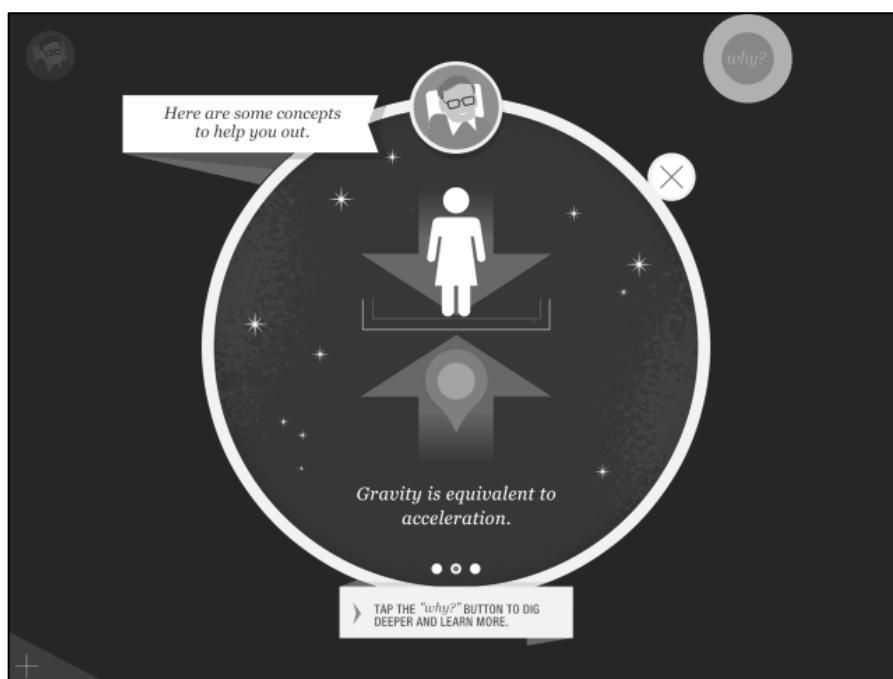 why?
Here are some concepts
to help you out.
Gravity is equivalent to
acceleration.
TAP THE "why?" BUTTON TO DIG
DEEPER AND LEARN MORE.